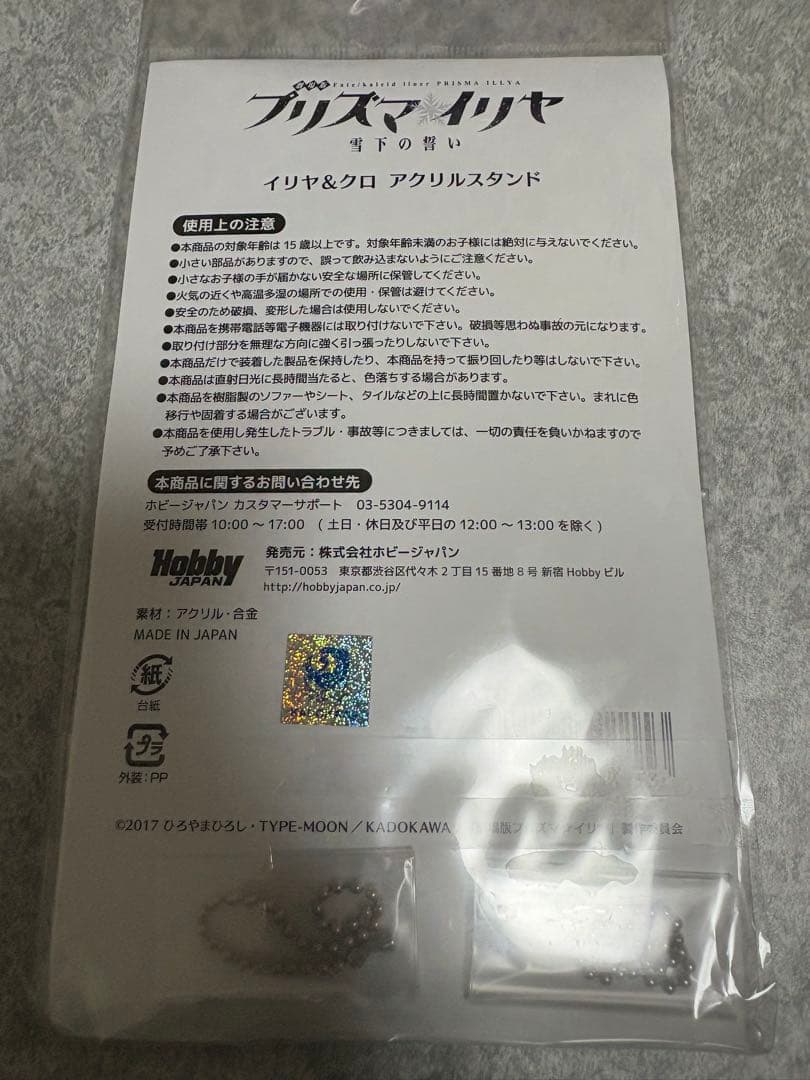 劇場版 Fate/kaleid liner PRISMA ILLYA
プリズマ☆イリヤ
雪下の誓い
イリヤ&クロ アクリルスタンド
使用上の注意
●本商品の対象年齢は15歳以上です。対象年齢未満のお子様には絶対に与えないでください。
●小さい部品がありますので、誤って飲み込まないようにご注意ください。
●小さなお子様の手が届かない安全な場所に保管してください。
●火気の近くや高温多湿の場所での使用・保管は避けてください。
●安全のため破損、変形した場合は使用しないでください。
●本商品を携帯電話等電子機器には取り付けないで下さい。破損等思わぬ事故の元になります。
●取り付け部分を無理な方向に強く引っ張ったりしないで下さい。
●本商品だけで装着した製品を保持したり、本商品を持って振り回したり等はしないで下さい。
●本商品は直射日光に長時間当たると、色落ちする場合があります。
●本商品を樹脂製のソファーやシート、タイルなどの上に長時間置かないで下さい。まれに色
移行や固着する場合がございます。
●本商品を使用し発生したトラブル・事故等につきましては、一切の責任を負いかねますので
予めご了承下さい。
本商品に関するお問い合わせ先
ホビージャパン カスタマーサポート 03-5304-9114
受付時間帯 10:00 〜 17:00 (土日・休日及び平日の 12:00 〜 13:00 を除く)
Hobby
JAPAN
発売元:株式会社ホビージャパン
〒151-0053 東京都渋谷区代々木2丁目15番地8号 新宿Hobbyビル
http://hobbyjapan.co.jp/
素材:アクリル・合金
MADE IN JAPAN
紙
台紙
プラ
外装:PP
©2017 ひろやまひろし・TYPE-MOON/KADOKAWA/劇場版プリズマ☆イリヤ」製作委員会